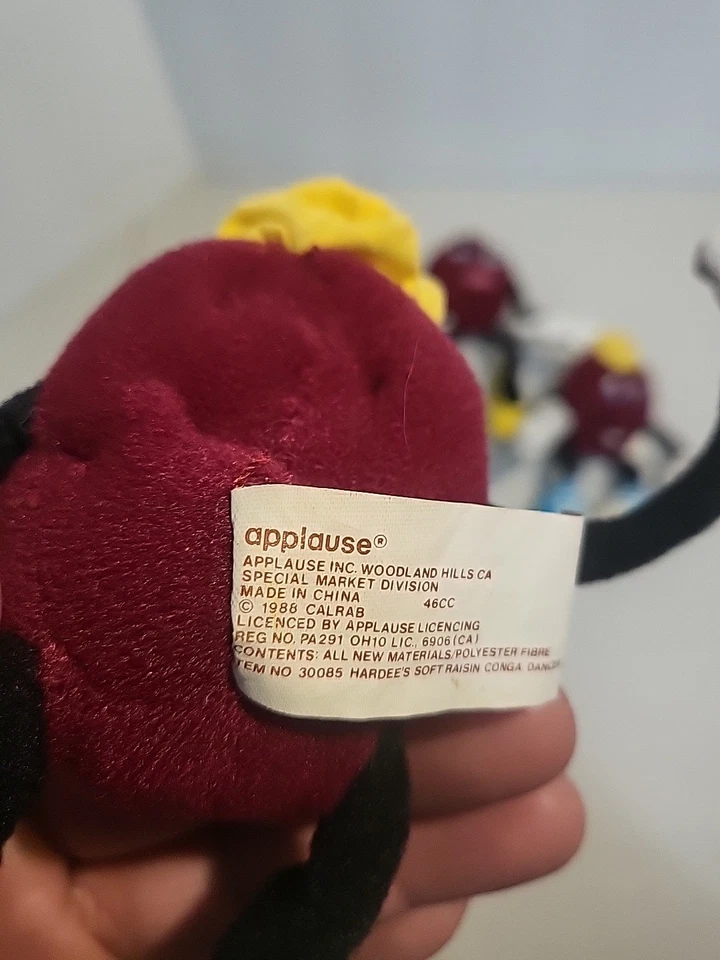 applause®
APPLAUSE INC. WOODLAND HILLS CA
SPECIAL MARKET DIVISION
MADE IN CHINA 46CC
© 1988 CALRAB
LICENCED BY APPLAUSE LICENCING
REG NO. PA291 OH10 LIC, 6906 (CA)
CONTENTS: ALL NEW MATERIALS/POLYESTER FIBRE
ITEM NO 30085 HARDEE'S SOFT RAISIN CONGA